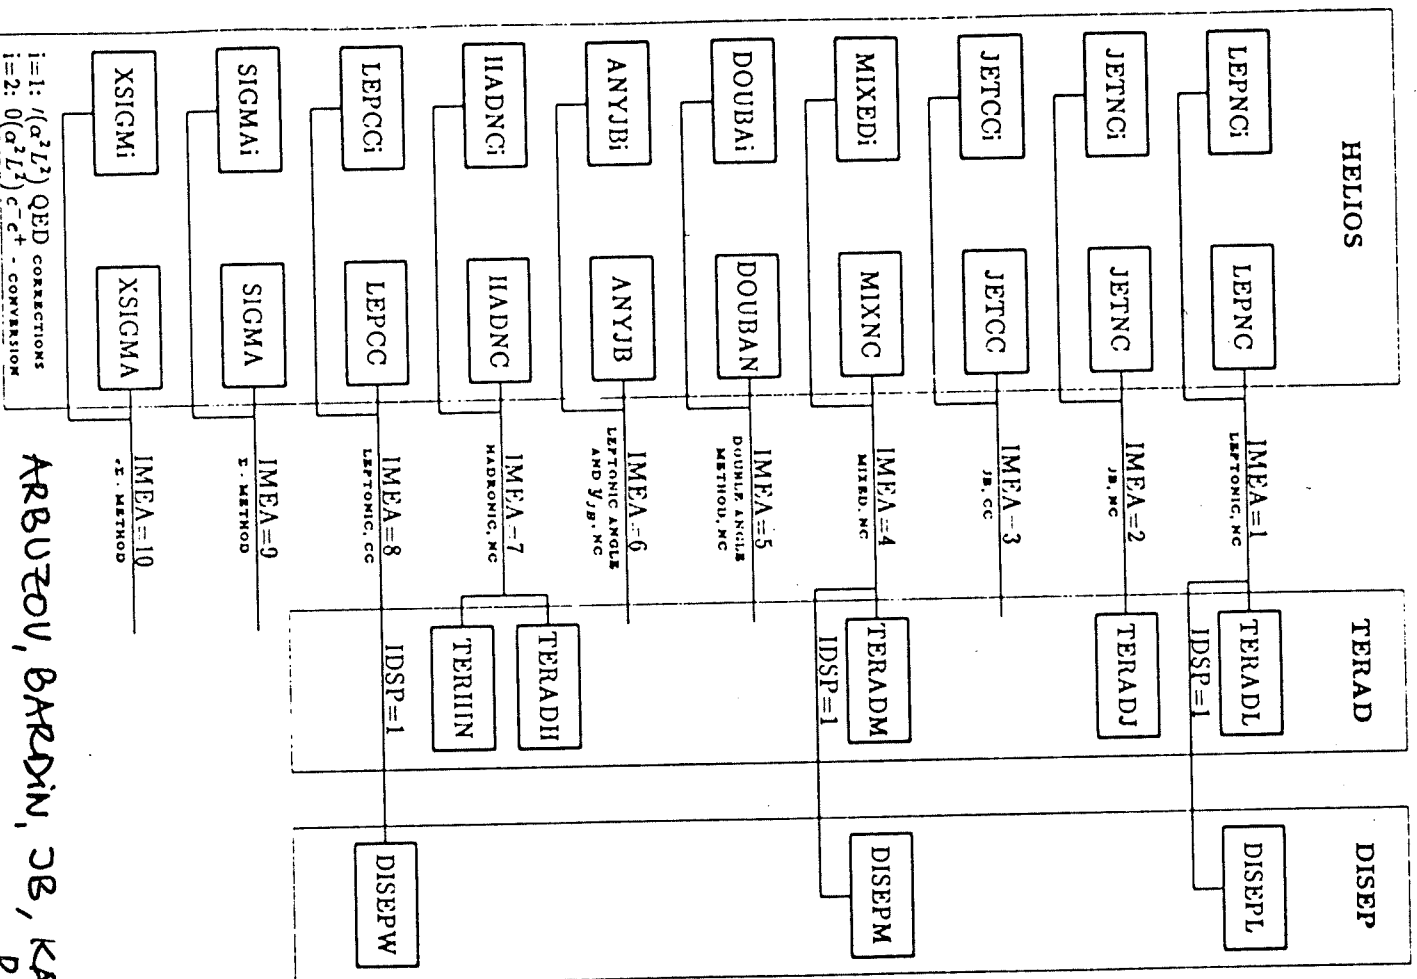 HELIOS TERAD DISEP
LEPNCi LEPNC IMEA=1 TERADL DISEPL
LEPTONIC, NC
IDSP=1
JETNCi JETNC IMEA=2 TERADJ
JB, NC
JETCCi JETCC IMEA=3
JB, CC
MIXEDi MIXNC IMEA=4 TERADM DISEPM
MIXED, NC
IDSP=1
DOUBAi DOUBAN IMEA=5
DOUBLE ANGLE
METHOD, NC
ANYJBi ANYJB IMEA=6
LEPTONIC ANGLE
AND y_JB, NC
TERADH
HADNCi HADNC IMEA=7
HADRONIC, NC
TERHIN
LEPCCi LEPCC IMEA=8 IDSP=1 DISEPW
LEPTONIC, CC
SIGMAi SIGMA IMEA=9
Σ - METHOD
XSIGMi XSIGMA IMEA=10
eΣ - METHOD
i=1: (α²L²) QED CORRECTIONS
i=2: O(α²L²) e⁻e⁺ - CONVERSION
ARBUZOV, BARDIN, JB, KA